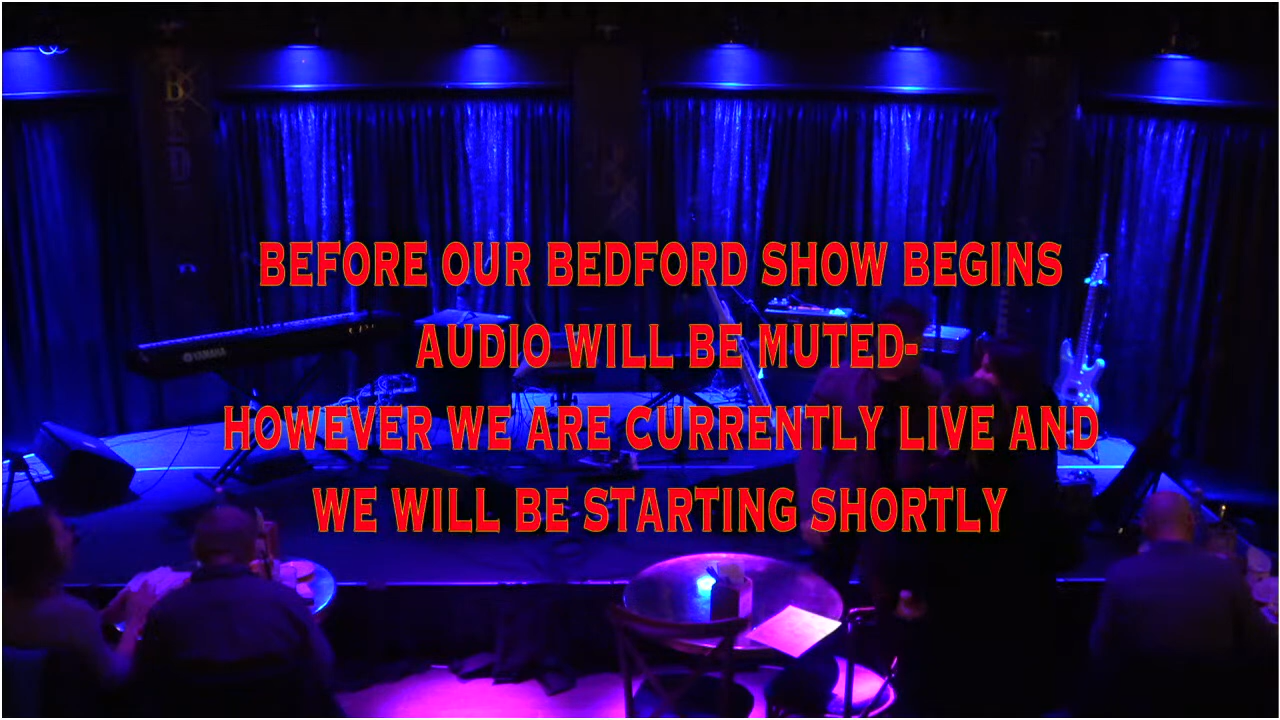 BEFORE OUR BEDFORD SHOW BEGINS
AUDIO WILL BE MUTED-
HOWEVER WE ARE CURRENTLY LIVE AND
WE WILL BE STARTING SHORTLY
YAMAHA